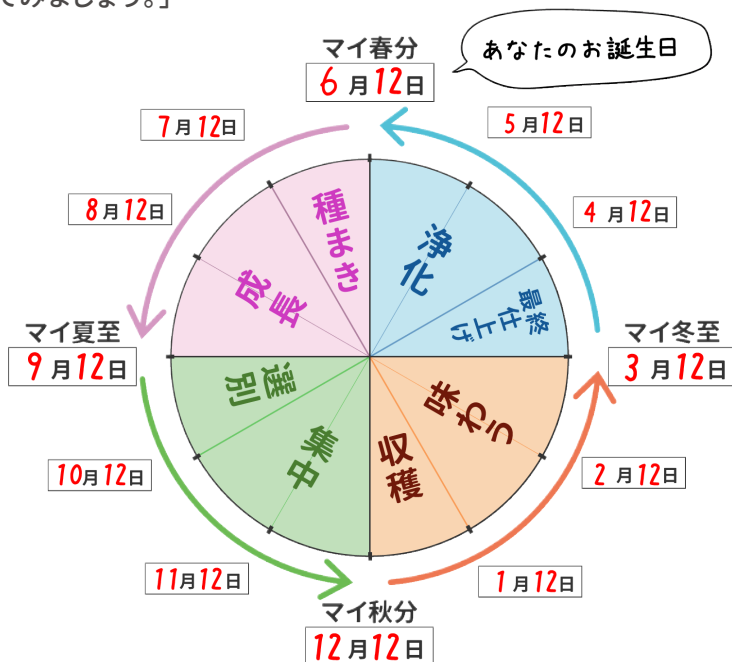 てみましょう。」
マイ春分
6月12日
あなたのお誕生日
7月12日
5月12日
8月12日
4月12日
種まき
浄化
成長
最終
仕上げ
マイ夏至
9月12日
マイ冬至
3月12日
選別
味わう
集中
収穫
10月12日
2月12日
11月12日
1月12日
マイ秋分
12月12日